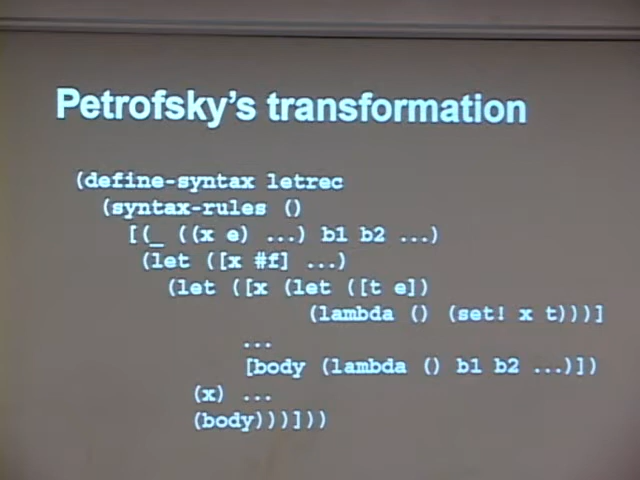 Petrofsky's transformation
(define-syntax letrec
(syntax-rules ()
[(_ ((x e) ...) b1 b2 ...)
(let ([x #f] ...)
(let ([x (let ([t e])
(lambda () (set! x t)))]
...
[body (lambda () b1 b2 ...)])
(x) ...
(body)))]))